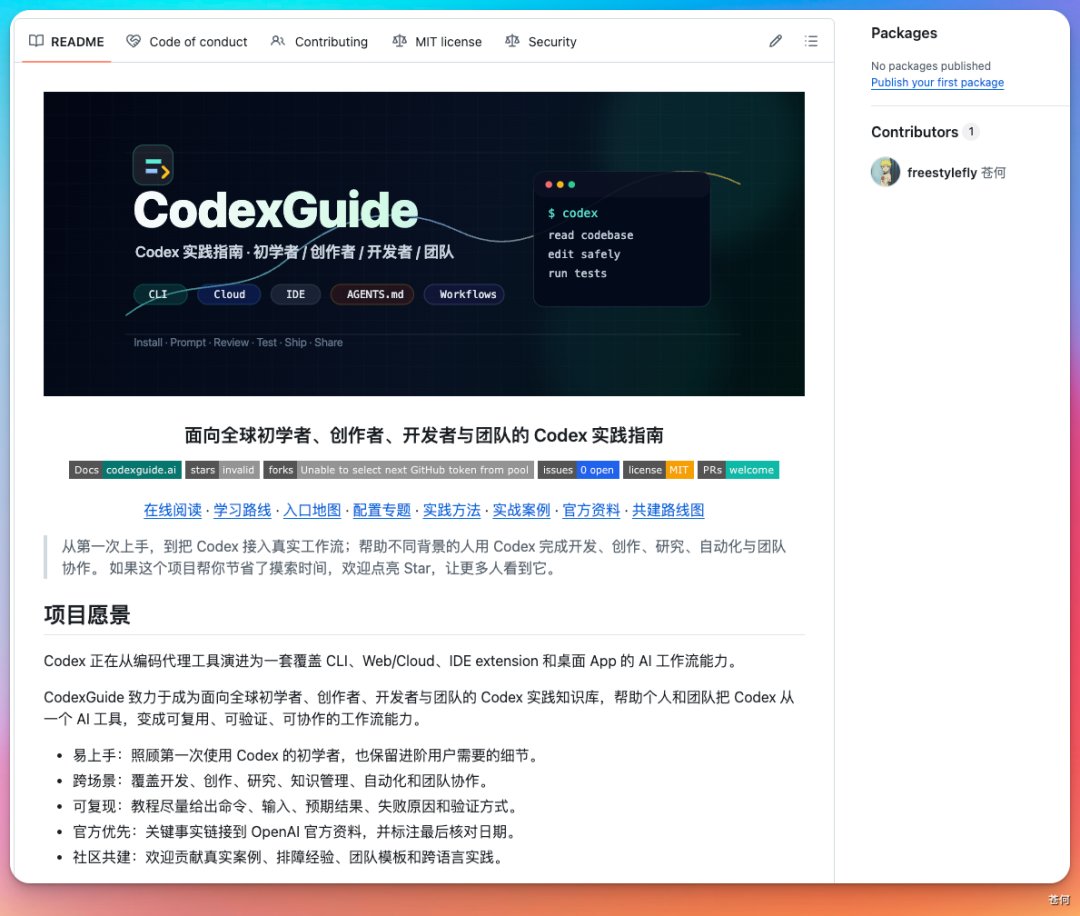 README
Code of conduct
Contributing
MIT license
Security
CodexGuide
Codex 实践指南 · 初学者 / 创作者 / 开发者 / 团队
CLI
Cloud
IDE
AGENTS.md
Workflows
Install · Prompt · Review · Test · Ship · Share
$ codex
read codebase
edit safely
run tests
面向全球初学者、创作者、开发者与团队的 Codex 实践指南
Docs codexguide.ai stars invalid forks Unable to select next GitHub token from pool issues 0 open license MIT PRs welcome
在线阅读 · 学习路线 · 入口地图 · 配置专题 · 实践方法 · 实战案例 · 官方资料 · 共建路线图
从第一次上手，到把 Codex 接入真实工作流；帮助不同背景的人用 Codex 完成开发、创作、研究、自动化与团队
协作。 如果这个项目帮你节省了摸索时间，欢迎点亮 Star，让更多人看到它。
项目愿景
Codex 正在从编码代理工具演进为一套覆盖 CLI、Web/Cloud、IDE extension 和桌面 App 的 AI 工作流能力。
CodexGuide 致力于成为面向全球初学者、创作者、开发者与团队的 Codex 实践知识库，帮助个人和团队把 Codex 从
一个 AI 工具，变成可复用、可验证、可协作的工作流能力。
• 易上手：照顾第一次使用 Codex 的初学者，也保留进阶用户需要的细节。
• 跨场景：覆盖开发、创作、研究、知识管理、自动化和团队协作。
• 可复现：教程尽量给出命令、输入、预期结果、失败原因和验证方式。
• 官方优先：关键事实链接到 OpenAI 官方资料，并标注最后核对日期。
• 社区共建：欢迎贡献真实案例、排障经验、团队模板和跨语言实践。
Packages
No packages published
Publish your first package
Contributors 1
freestylefly 苍何
苍何